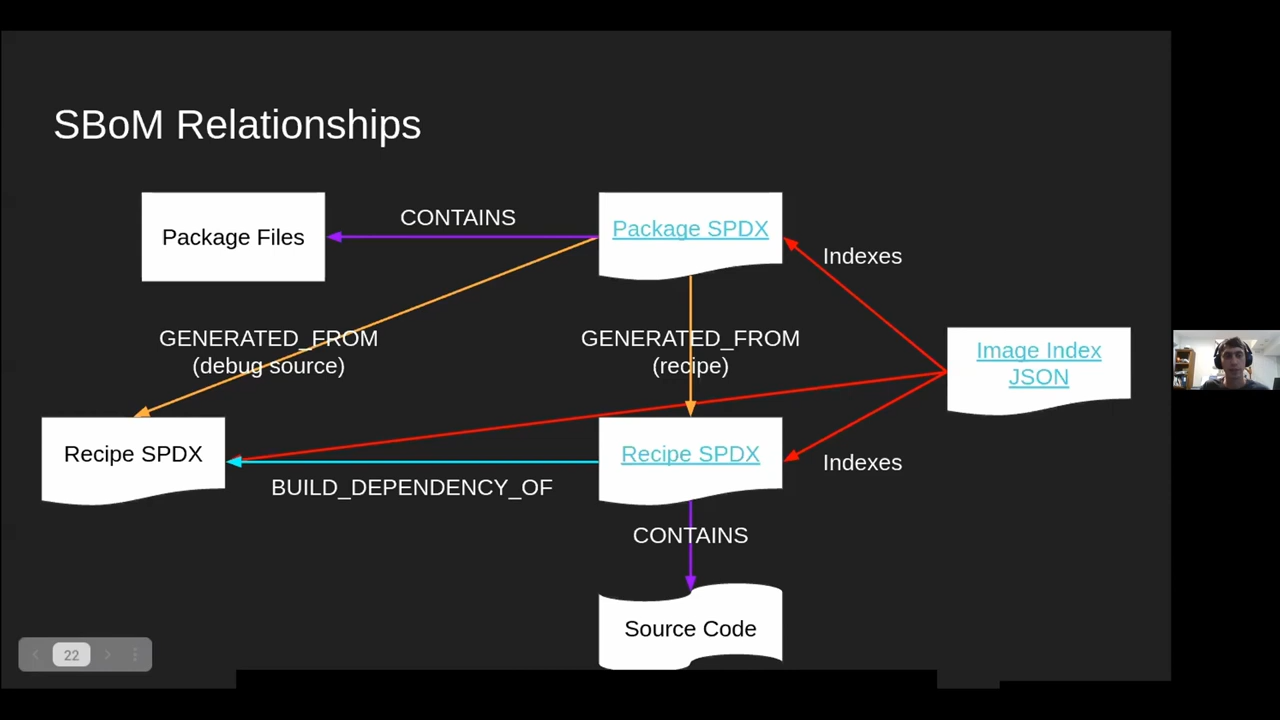 SBoM Relationships
Package Files
CONTAINS
Package SPDX
Indexes
GENERATED_FROM
(debug source)
GENERATED_FROM
(recipe)
Image Index
JSON
Recipe SPDX
BUILD_DEPENDENCY_OF
Recipe SPDX
Indexes
CONTAINS
Source Code
22